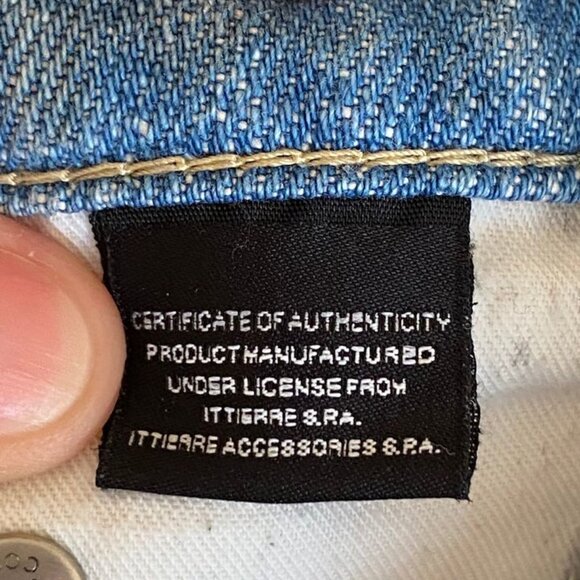 CERTIFICATE OF AUTHENTICITY
PRODUCT MANUFACTURED
UNDER LICENSE FROM
ITTIERRE S.P.A.
ITTIERRE ACCESSORIES S.P.A.